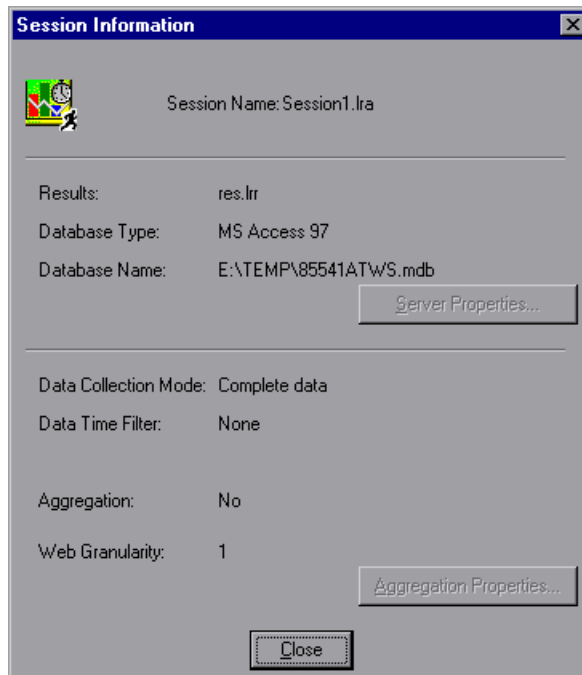 Session Information
Session Name: Session1.lra
Results: res.lrr
Database Type: MS Access 97
Database Name: E:\TEMP\85541ATWS.mdb
Server Properties...
Data Collection Mode: Complete data
Data Time Filter: None
Aggregation: No
Web Granularity: 1
Aggregation Properties...
Close